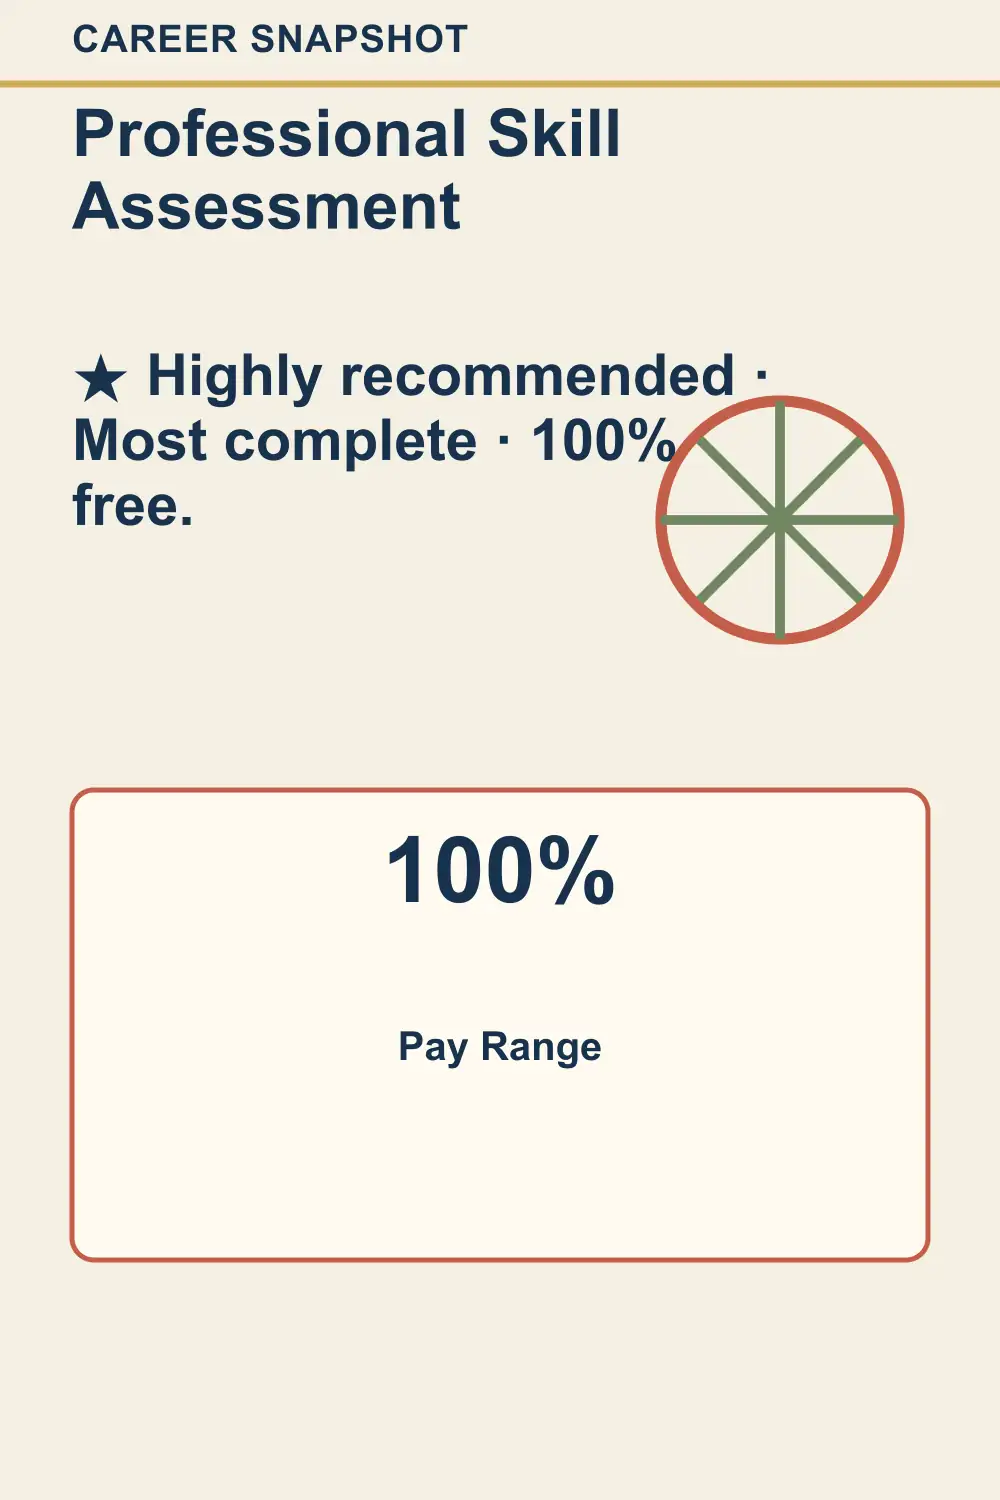 CAREER SNAPSHOT
Professional Skill
Assessment
★ Highly recommended ·
Most complete · 100%
free.
100%
Pay Range